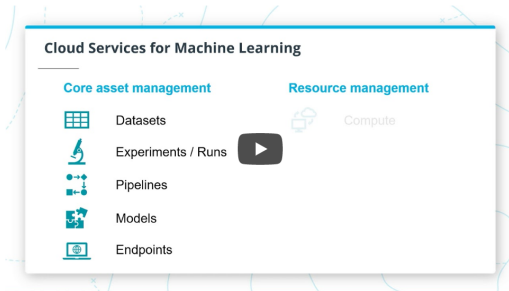 Cloud Services for Machine Learning
Core asset management
Datasets
Experiments / Runs
Pipelines
Models
Endpoints
Resource management
Compute